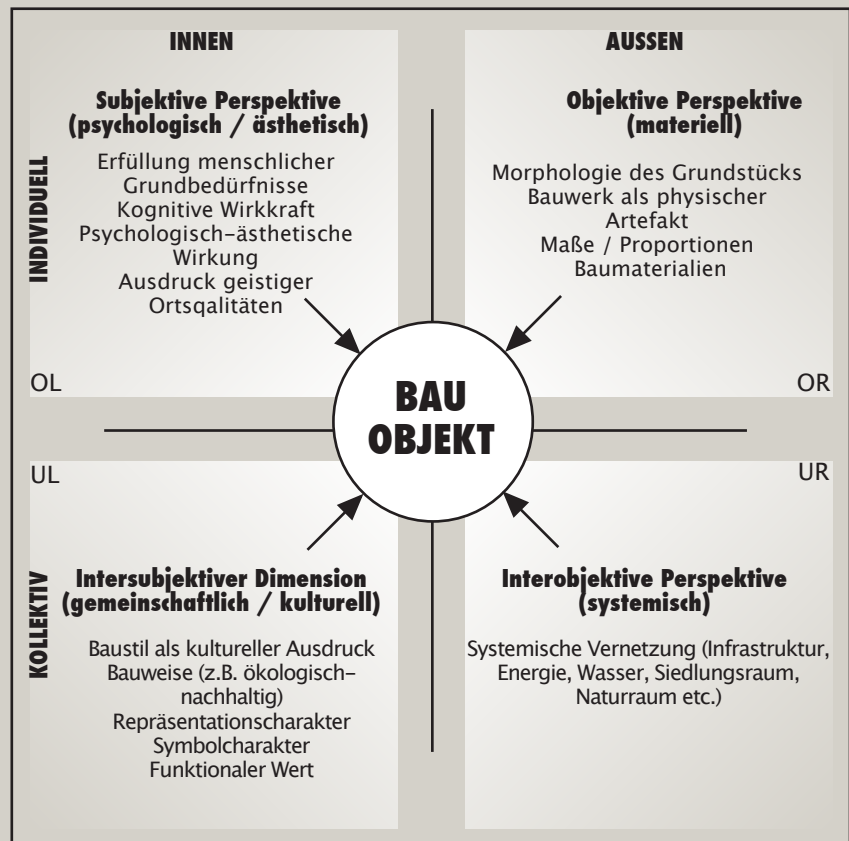 INNEN
AUSSEN
INDIVIDUELL
Subjektive Perspektive
(psychologisch / ästhetisch)
Erfüllung menschlicher
Grundbedürfnisse
Kognitive Wirkkraft
Psychologisch-ästhetische
Wirkung
Ausdruck geistiger
Ortsqalitäten
OL
Objektive Perspektive
(materiell)
Morphologie des Grundstücks
Bauwerk als physischer
Artefakt
Maße / Proportionen
Baumaterialien
OR
BAU
OBJEKT
KOLLEKTIV
UL
Intersubjektiver Dimension
(gemeinschaftlich / kulturell)
Baustil als kultureller Ausdruck
Bauweise (z.B. ökologisch-
nachhaltig)
Repräsentationscharakter
Symbolcharakter
Funktionaler Wert
UR
Interobjektive Perspektive
(systemisch)
Systemische Vernetzung (Infrastruktur,
Energie, Wasser, Siedlungsraum,
Naturraum etc.)